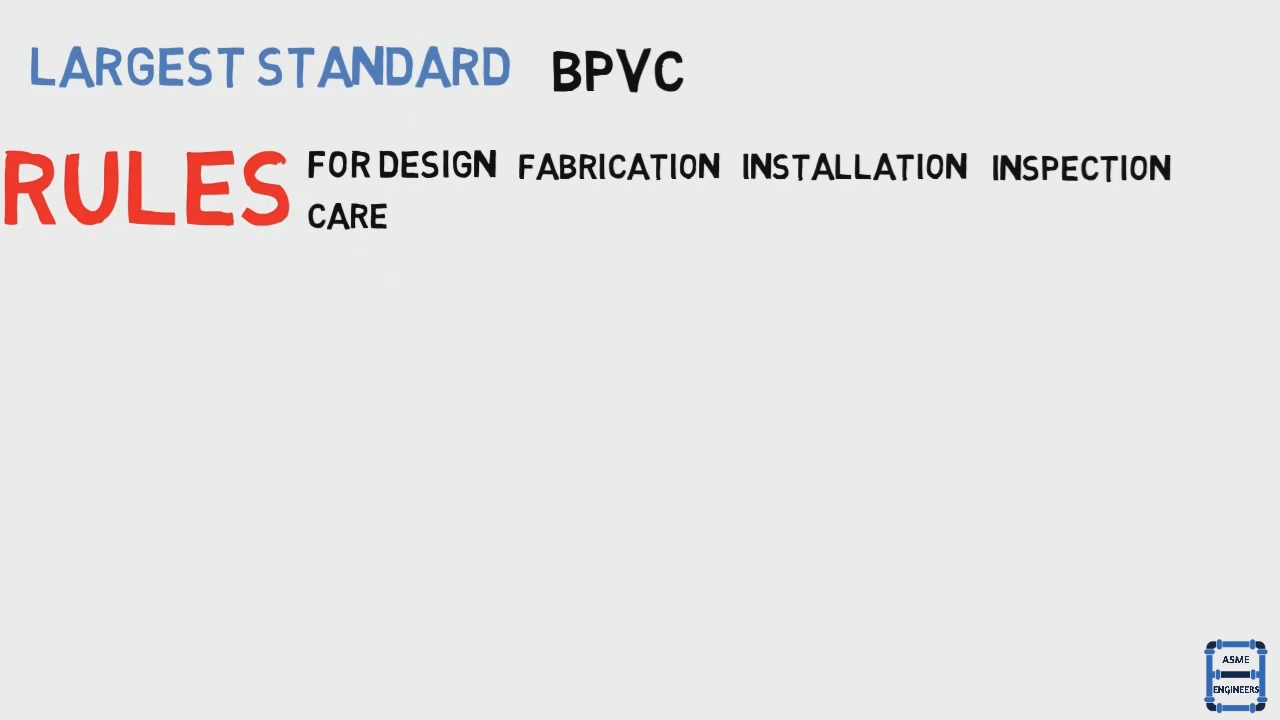 LARGEST STANDARD BPVC
RULES FOR DESIGN FABRICATION INSTALLATION INSPECTION
CARE
ASME
ENGINEERS